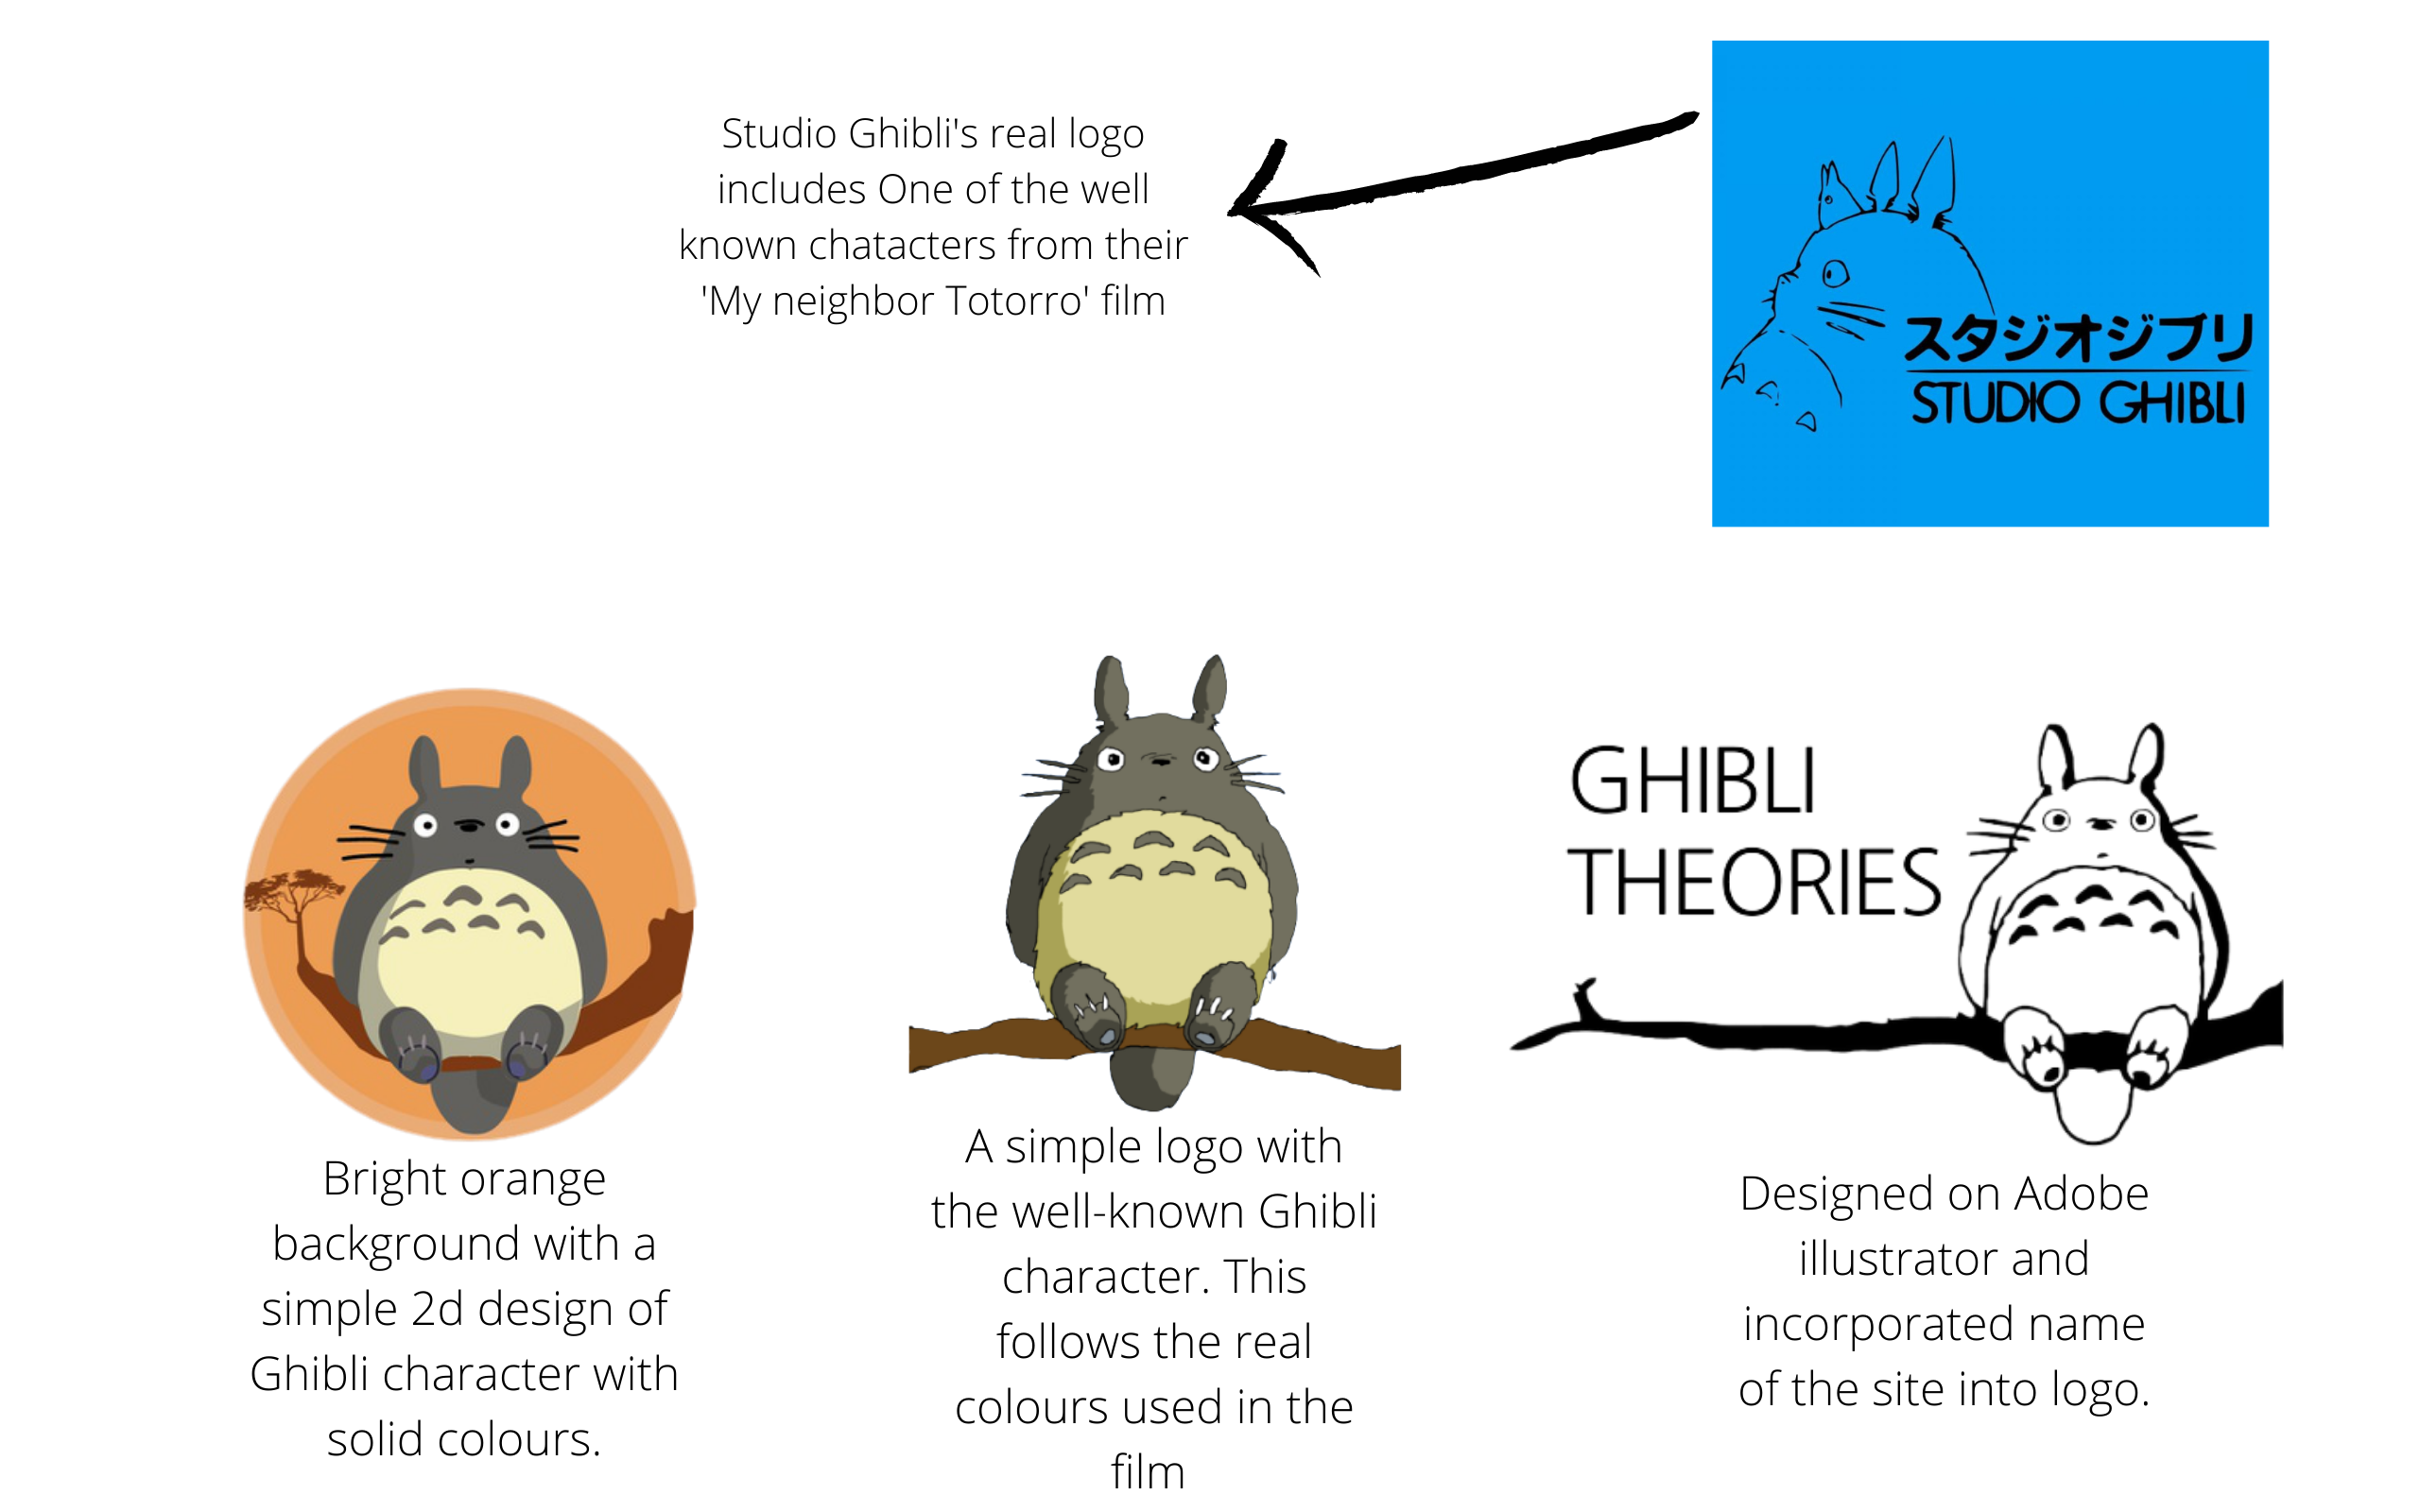 Studio Ghibli's real logo
includes One of the well
known chatacters from their
'My neighbor Totorro' film
スタジオジブリ
STUDIO GHIBLI
GHIBLI
THEORIES
Bright orange
background with a
simple 2d design of
Ghibli character with
solid colours.
A simple logo with
the well-known Ghibli
character. This
follows the real
colours used in the
film
Designed on Adobe
illustrator and
incorporated name
of the site into logo.